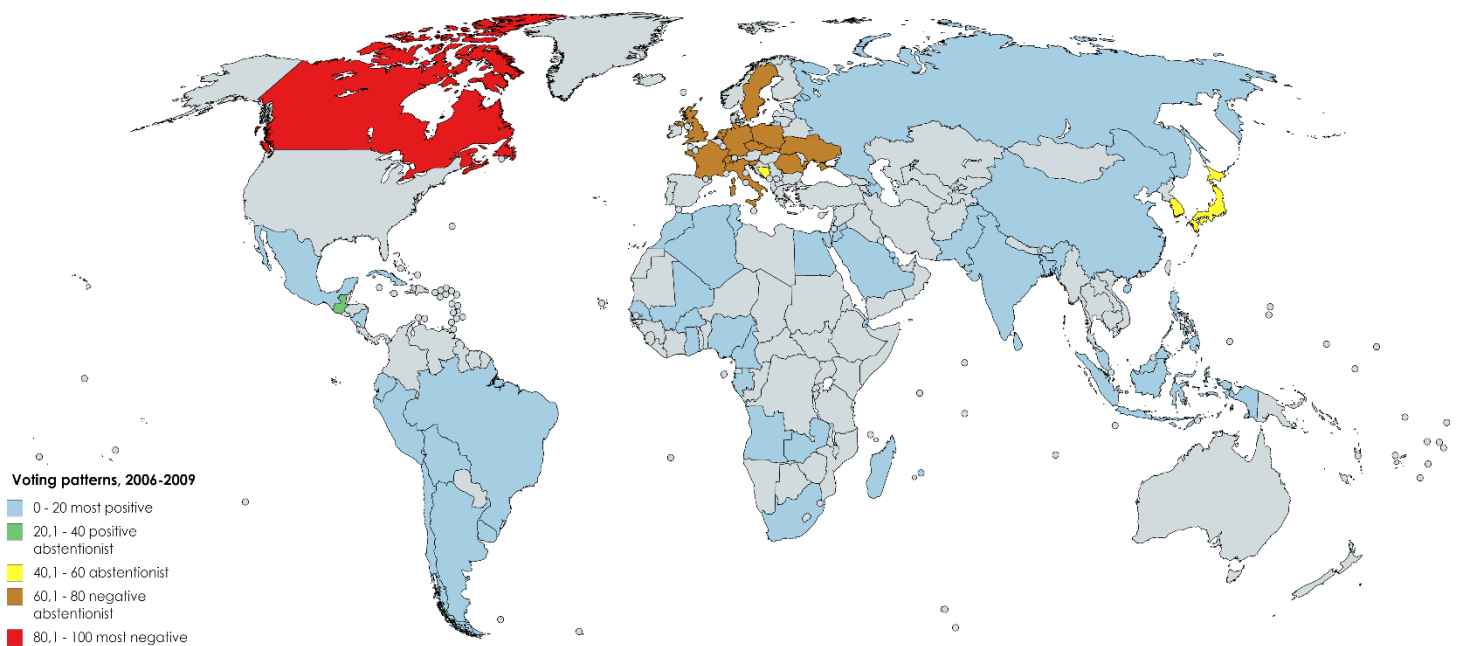 Voting patterns, 2006-2009
0 - 20 most positive
20,1 - 40 positive
abstentionist
40,1 - 60 abstentionist
60,1 - 80 negative
abstentionist
80,1 - 100 most negative